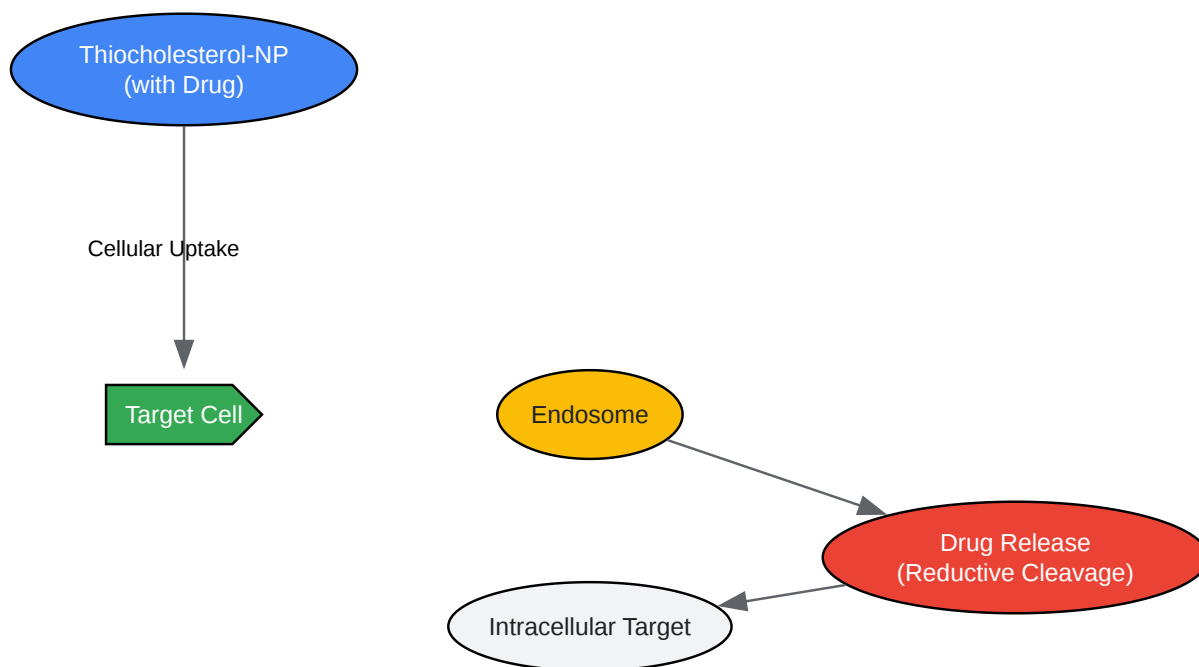 Thiocholesterol-NP
(with Drug)
Cellular Uptake
Target Cell
Endosome
Drug Release
(Reductive Cleavage)
Intracellular Target